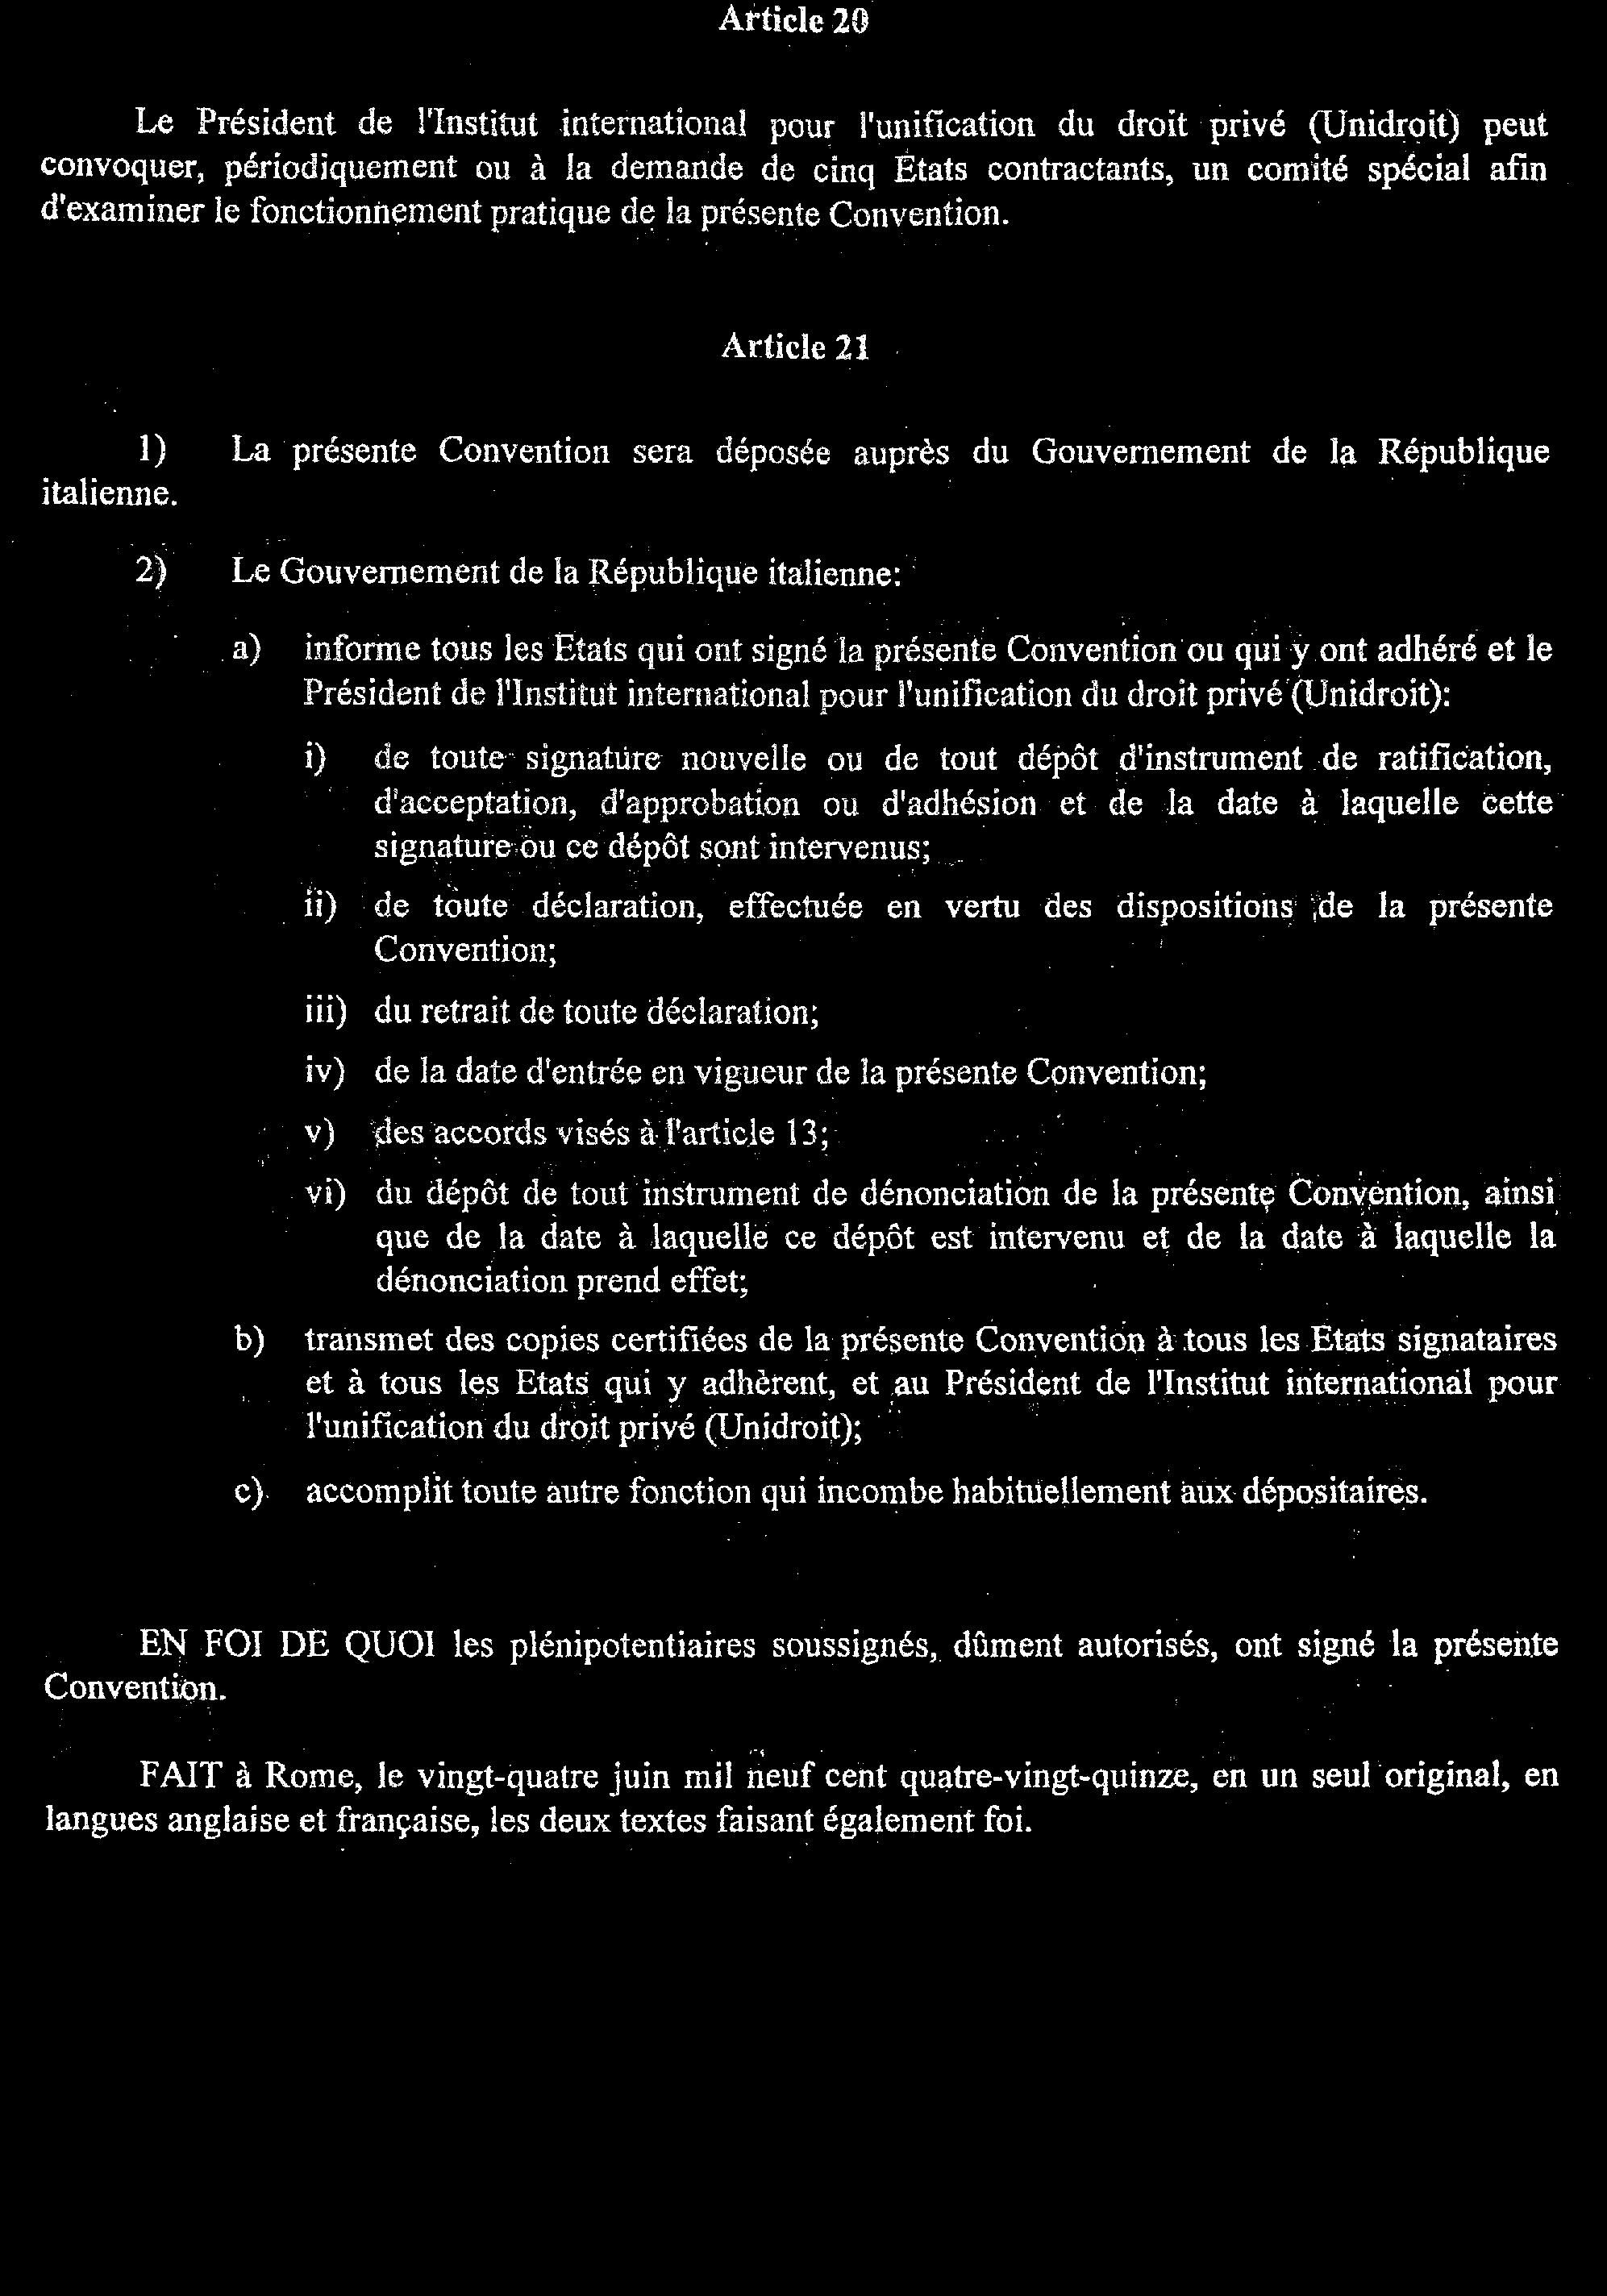 Article 20
Le Président de l'Institut international pour l'unification du droit privé (Unidroit) peut
convoquer, périodiquement ou à la demande de cinq États contractants, un comité spécial afin
d'examiner le fonctionnement pratique de la présente Convention.
Article 21
1) La présente Convention sera déposée auprès du Gouvernement de la République
italienne.
2) Le Gouvernement de la République italienne:
a) informe tous les Etats qui ont signé la présente Convention ou qui y ont adhéré et le
Président de l'Institut international pour l'unification du droit privé (Unidroit):
i) de toute signature nouvelle ou de tout dépôt d'instrument de ratification,
d'acceptation, d'approbation ou d'adhésion et de la date à laquelle cette
signature ou ce dépôt sont intervenus;
ii) de toute déclaration, effectuée en vertu des dispositions de la présente
Convention;
iii) du retrait de toute déclaration;
iv) de la date d'entrée en vigueur de la présente Convention;
v) des accords visés à l'article 13;
vi) du dépôt de tout instrument de dénonciation de la présente Convention, ainsi
que de la date à laquelle ce dépôt est intervenu et de la date à laquelle la
dénonciation prend effet;
b) transmet des copies certifiées de la présente Convention à tous les Etats signataires
et à tous les Etats qui y adhèrent, et au Président de l'Institut international pour
l'unification du droit privé (Unidroit);
c) accomplit toute autre fonction qui incombe habituellement aux dépositaires.
EN FOI DE QUOI les plénipotentiaires soussignés, dûment autorisés, ont signé la présente
Convention.
FAIT à Rome, le vingt-quatre juin mil neuf cent quatre-vingt-quinze, en un seul original, en
langues anglaise et française, les deux textes faisant également foi.